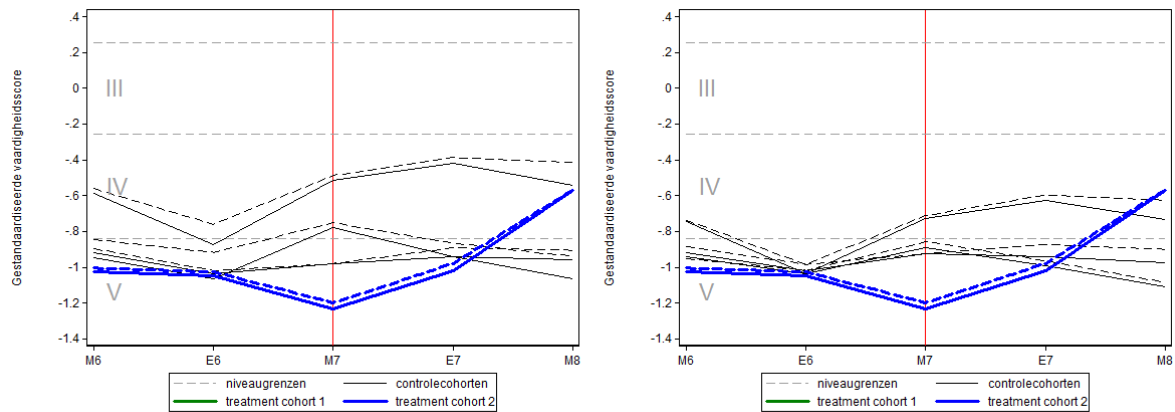 Gestandaardiseerde vaardigheidsscore
.4
.2
0
-.2
-.4
-.6
-.8
-1
-1.2
-1.4
III
IV
V
M6 E6 M7 E7 M8
niveaugrenzen controlecohorten
treatment cohort 1 treatment cohort 2
Gestandaardiseerde vaardigheidsscore
.4
.2
0
-.2
-.4
-.6
-.8
-1
-1.2
-1.4
III
IV
V
M6 E6 M7 E7 M8
niveaugrenzen controlecohorten
treatment cohort 1 treatment cohort 2